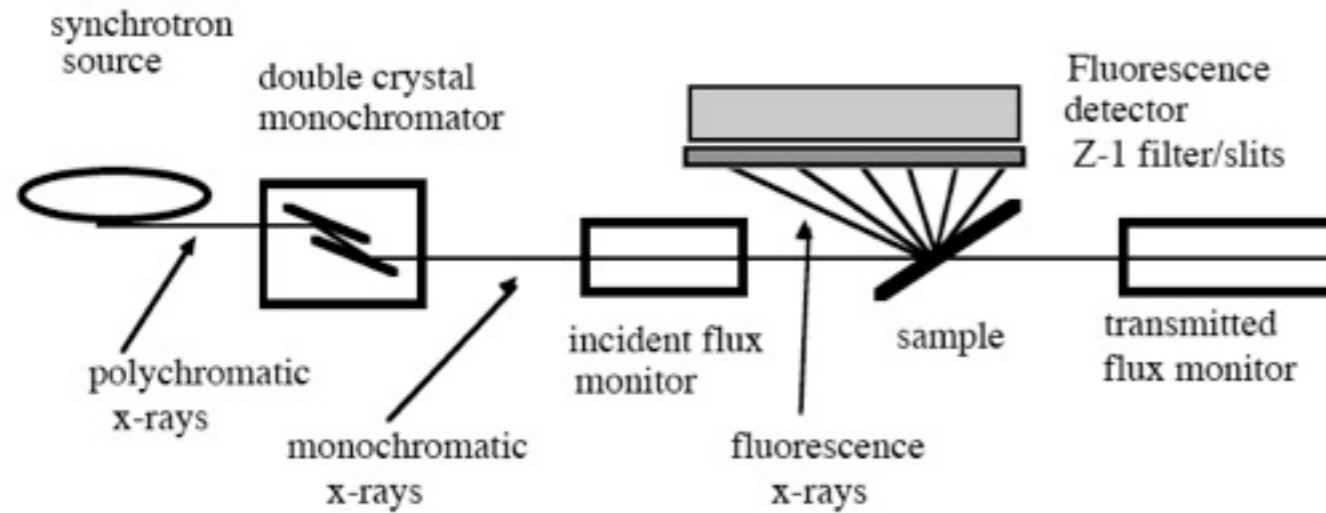 synchrotron
source
double crystal
monochromator
Fluorescence
detector
Z-1 filter/slits
polychromatic
x-rays
monochromatic
x-rays
incident flux
monitor
fluorescence
x-rays
sample
transmitted
flux monitor